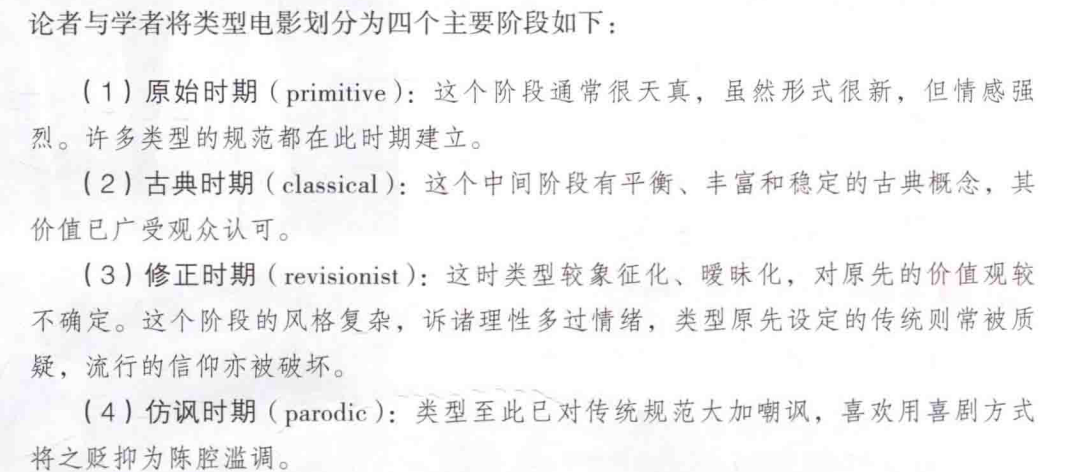 论者与学者将类型电影划分为四个主要阶段如下：
（1）原始时期（primitive）：这个阶段通常很天真，虽然形式很新，但情感强
烈。许多类型的规范都在此时期建立。
（2）古典时期（classical）：这个中间阶段有平衡、丰富和稳定的古典概念，其
价值已广受观众认可。
（3）修正时期（revisionist）：这时类型较象征化、暧昧化，对原先的价值观较
不确定。这个阶段的风格复杂，诉诸理性多过情绪，类型原先设定的传统则常被质
疑，流行的信仰亦被破坏。
（4）仿讽时期（parodic）：类型至此已对传统规范大加嘲讽，喜欢用喜剧方式
将之贬抑为陈腔滥调。